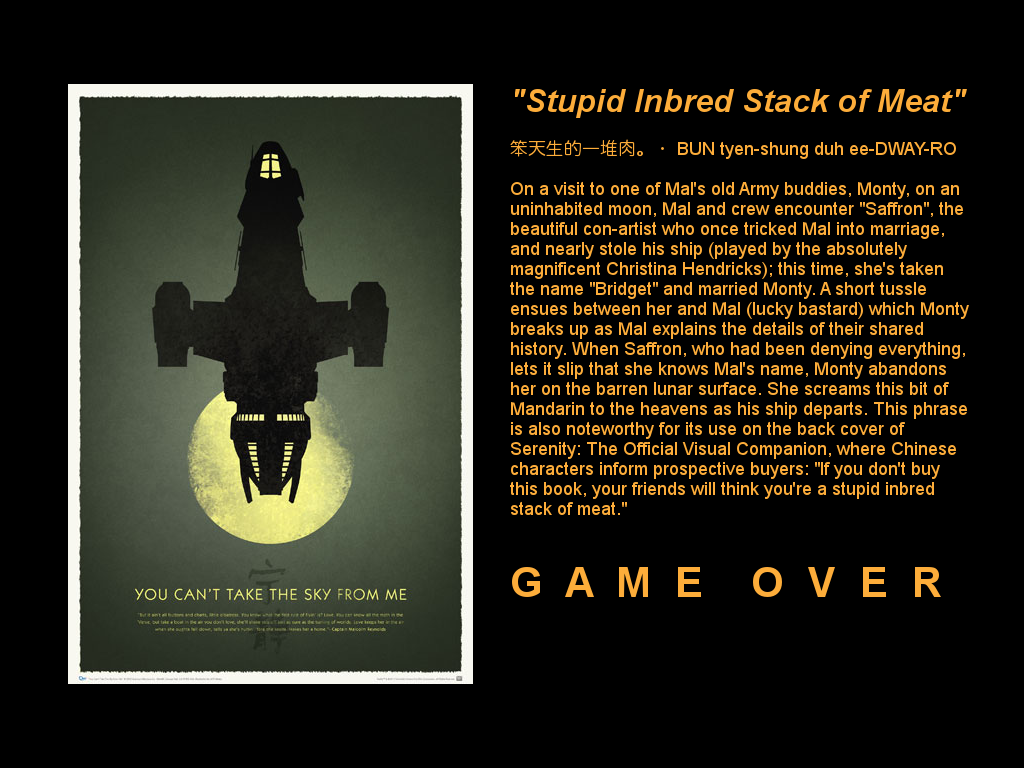 "Stupid Inbred Stack of Meat"
笨天生的一堆肉。 · BUN tyen-shung duh ee-DWAY-RO
On a visit to one of Mal's old Army buddies, Monty, on an
uninhabited moon, Mal and crew encounter "Saffron", the
beautiful con-artist who once tricked Mal into marriage,
and nearly stole his ship (played by the absolutely
magnificent Christina Hendricks); this time, she's taken
the name "Bridget" and married Monty. A short tussle
ensues between her and Mal (lucky bastard) which Monty
breaks up as Mal explains the details of their shared
history. When Saffron, who had been denying everything,
lets it slip that she knows Mal's name, Monty abandons
her on the barren lunar surface. She screams this bit of
Mandarin to the heavens as his ship departs. This phrase
is also noteworthy for its use on the back cover of
Serenity: The Official Visual Companion, where Chinese
characters inform prospective buyers: "If you don't buy
this book, your friends will think you're a stupid inbred
stack of meat."
GAME OVER
YOU CAN'T TAKE THE SKY FROM ME